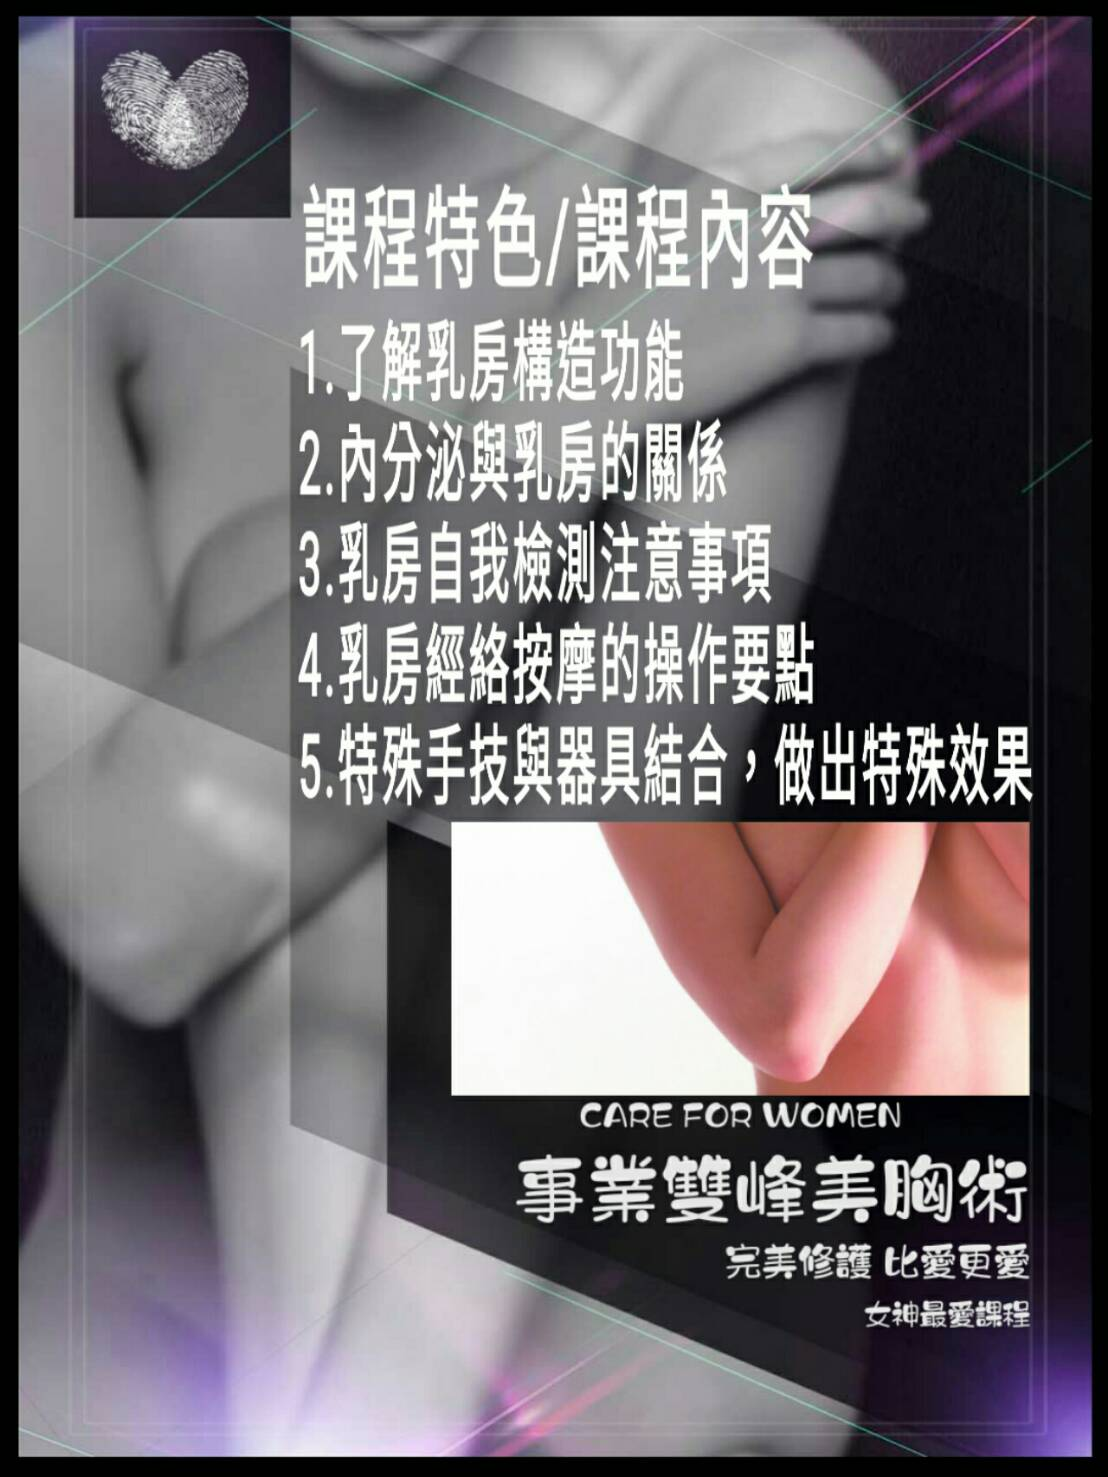 課程特色/課程內容
1.了解乳房構造功能
2.內分泌與乳房的關係
3.乳房自我檢測注意事項
4.乳房經絡按摩的操作要點
5.特殊手技與器具結合，做出特殊效果
CARE FOR WOMEN
事業雙峰美胸術
完美修護 比愛更愛
女神最愛課程